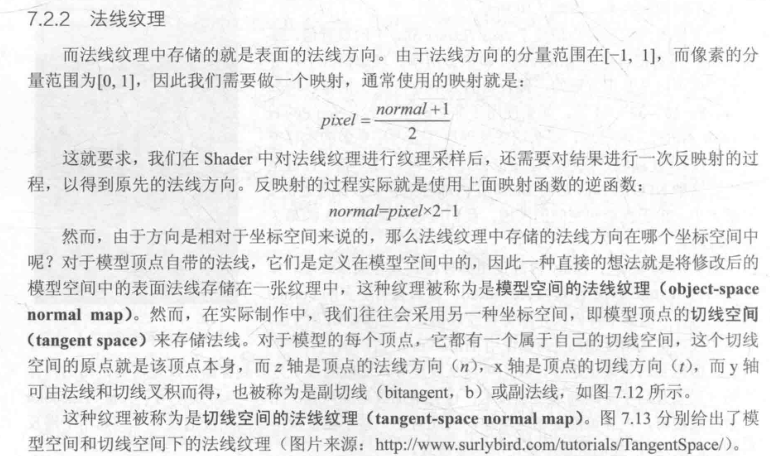 7.2.2 法线纹理
而法线纹理中存储的就是表面的法线方向。由于法线方向的分量范围在[−1, 1]，而像素的分
量范围为[0, 1]，因此我们需要做一个映射，通常使用的映射就是：
pixel = (normal + 1) / 2
这就要求，我们在 Shader 中对法线纹理进行纹理采样后，还需要对结果进行一次反映射的过
程，以得到原先的法线方向。反映射的过程实际就是使用上面映射函数的逆函数：
normal=pixel×2−1
然而，由于方向是相对于坐标空间来说的，那么法线纹理中存储的法线方向在哪个坐标空间中
呢？对于模型顶点自带的法线，它们是定义在模型空间中的，因此一种直接的想法就是将修改后的
模型空间中的表面法线存储在一张纹理中，这种纹理被称为是模型空间的法线纹理（object-space
normal map）。然而，在实际制作中，我们往往会采用另一种坐标空间，即模型顶点的切线空间
（tangent space）来存储法线。对于模型的每个顶点，它都有一个属于自己的切线空间，这个切线
空间的原点就是该顶点本身，而 z 轴是顶点的法线方向（n），x 轴是顶点的切线方向（t），而 y 轴
可由法线和切线叉积而得，也被称为是副切线（bitangent，b）或副法线，如图 7.12 所示。
这种纹理被称为是切线空间的法线纹理（tangent-space normal map）。图 7.13 分别给出了模
型空间和切线空间下的法线纹理（图片来源：http://www.surlybird.com/tutorials/TangentSpace/）。